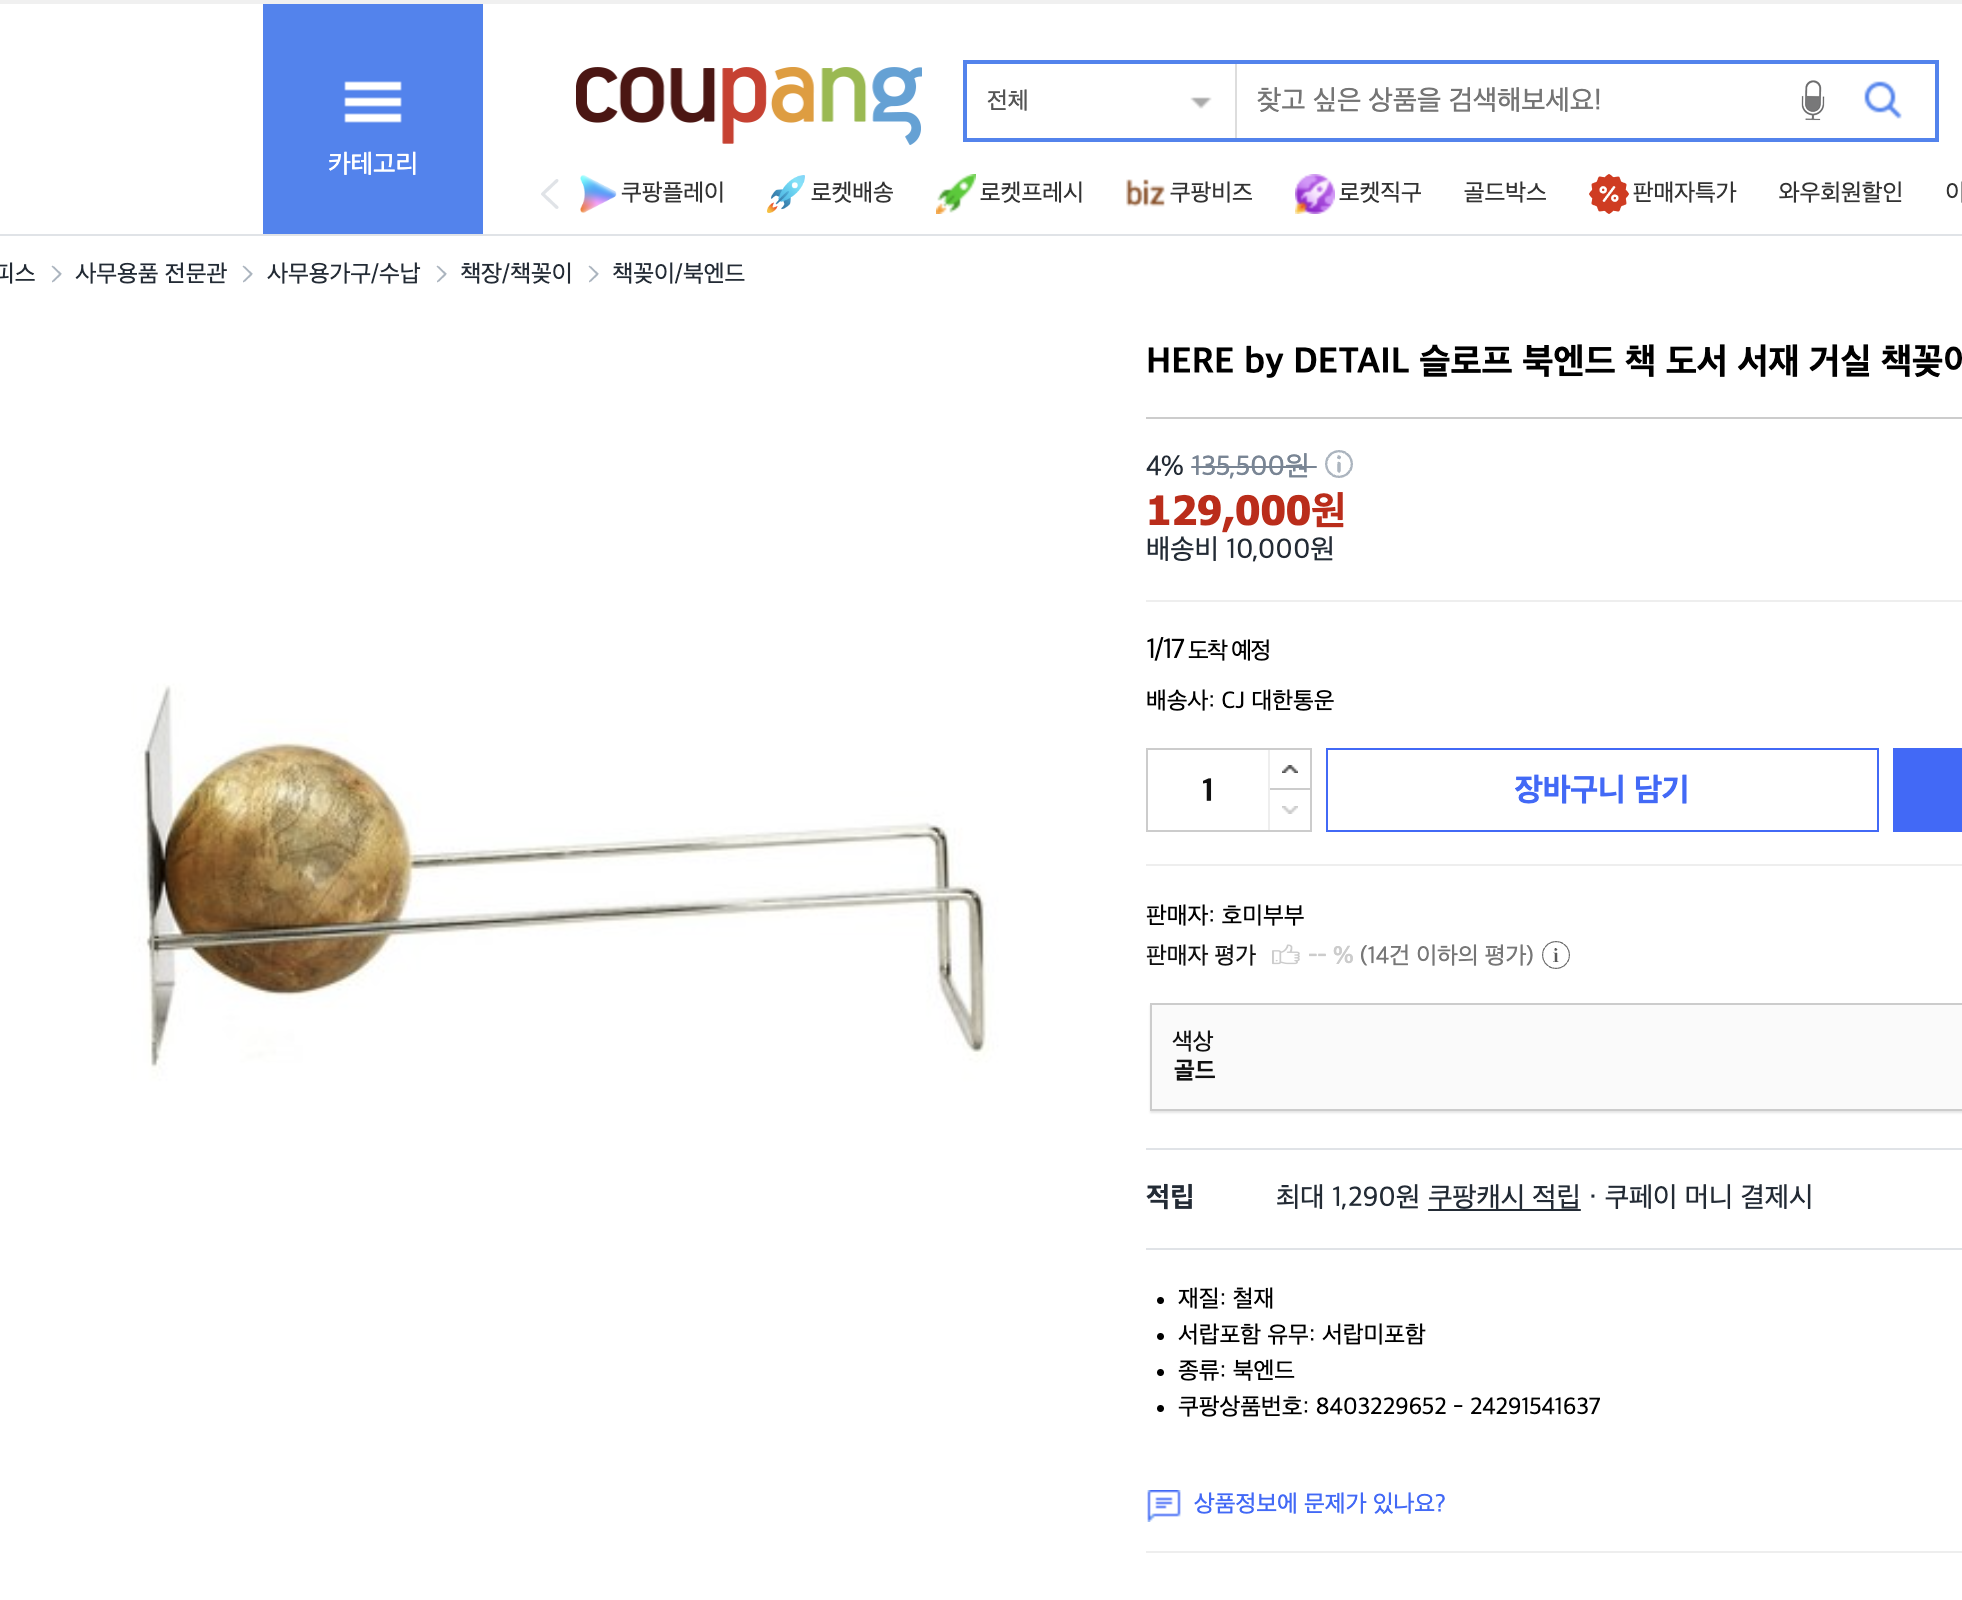 카테고리
coupang
전체
찾고 싶은 상품을 검색해보세요!
쿠팡플레이 로켓배송 로켓프레시 biz 쿠팡비즈 로켓직구 골드박스 % 판매자특가 와우회원할인
피스 > 사무용품 전문관 > 사무용가구/수납 > 책장/책꽂이 > 책꽂이/북엔드
HERE by DETAIL 슬로프 북엔드 책 도서 서재 거실 책꽂이
4% 135,500원
129,000원
배송비 10,000원
1/17 도착 예정
배송사: CJ 대한통운
1
장바구니 담기
판매자: 호미부부
판매자 평가 -- % (14건 이하의 평가)
색상
골드
적립 최대 1,290원 쿠팡캐시 적립 · 쿠페이 머니 결제시
• 재질: 철재
• 서랍포함 유무: 서랍미포함
• 종류: 북엔드
• 쿠팡상품번호: 8403229652 - 24291541637
상품정보에 문제가 있나요?